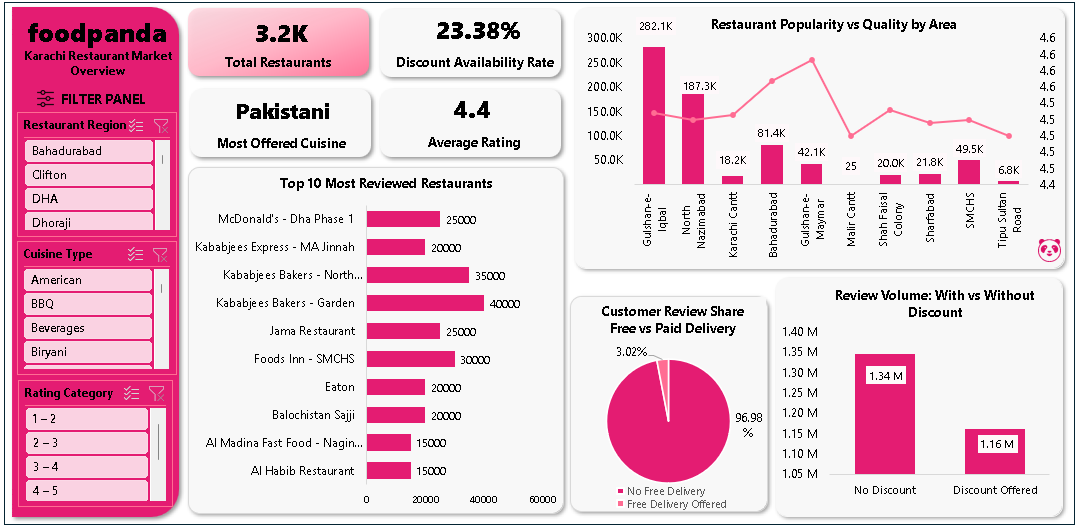 foodpanda
Karachi Restaurant Market
Overview
FILTER PANEL
Restaurant Region
Bahadurabad
Clifton
DHA
Dhoraji
Cuisine Type
American
BBQ
Beverages
Biryani
Rating Category
1 – 2
2 – 3
3 – 4
4 – 5
3.2K
Total Restaurants
23.38%
Discount Availability Rate
Pakistani
Most Offered Cuisine
4.4
Average Rating
Top 10 Most Reviewed Restaurants
McDonald's - Dha Phase 1
25000
Kababjees Express - MA Jinnah
20000
Kababjees Bakers - North...
35000
Kababjees Bakers - Garden
40000
Jama Restaurant
25000
Foods Inn - SMCHS
30000
Eaton
20000
Balochistan Sajji
20000
Al Madina Fast Food - Nagin...
15000
Al Habib Restaurant
15000
0 20000 40000 60000
Restaurant Popularity vs Quality by Area
300.0K
250.0K
150.0K
100.0K
50.0K
282.1K
187.3K
18.2K
81.4K
42.1K
25
20.0K
21.8K
49.5K
6.8K
4.6
4.6
4.6
4.5
4.5
4.5
4.5
4.5
4.4
Gulshan-e-
Iqbal
North
Nazimabad
Karachi Cantt
Bahadurabad
Gulshan-e-
Maymar
Malir Cantt
Shah Faisal
Colony
Sharfabad
SMCHS
Tipu Sultan
Road
Customer Review Share
Free vs Paid Delivery
3.02%
96.98
%
No Free Delivery
Free Delivery Offered
Review Volume: With vs Without
Discount
1.40 M
1.35 M
1.30 M
1.25 M
1.20 M
1.15 M
1.10 M
1.05 M
1.34 M
1.16 M
No Discount
Discount Offered